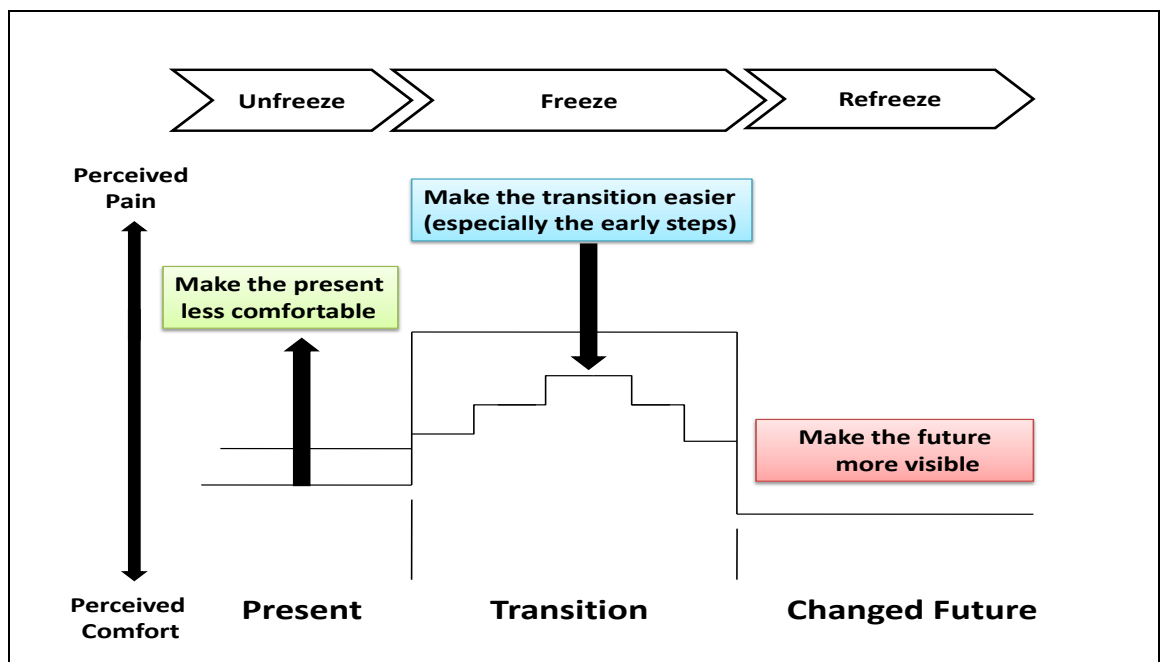 Unfreeze
Freeze
Refreeze
Perceived
Pain
Make the transition easier
(especially the early steps)
Make the present
less comfortable
Make the future
more visible
Perceived
Comfort
Present
Transition
Changed Future